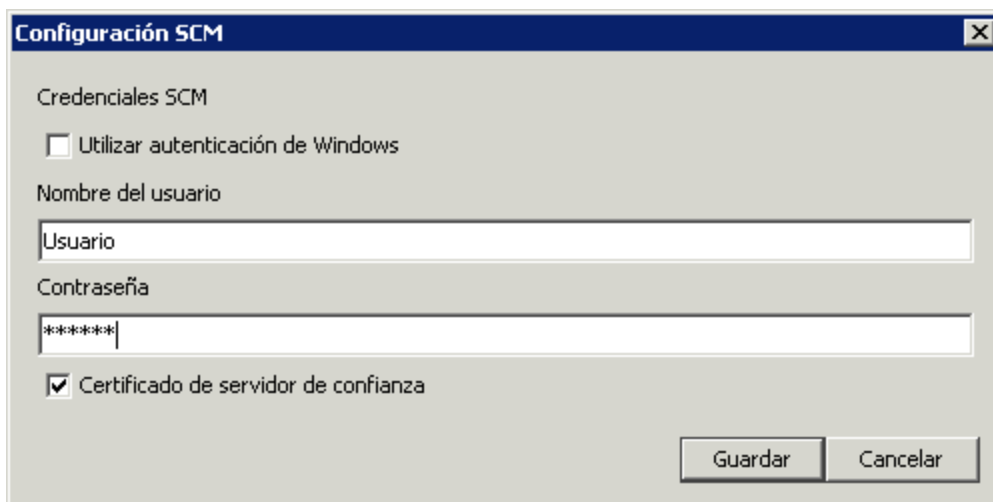 Configuración SCM
Credenciales SCM
Utilizar autenticación de Windows
Nombre del usuario
Usuario
Contraseña
******
Certificado de servidor de confianza
Guardar Cancelar